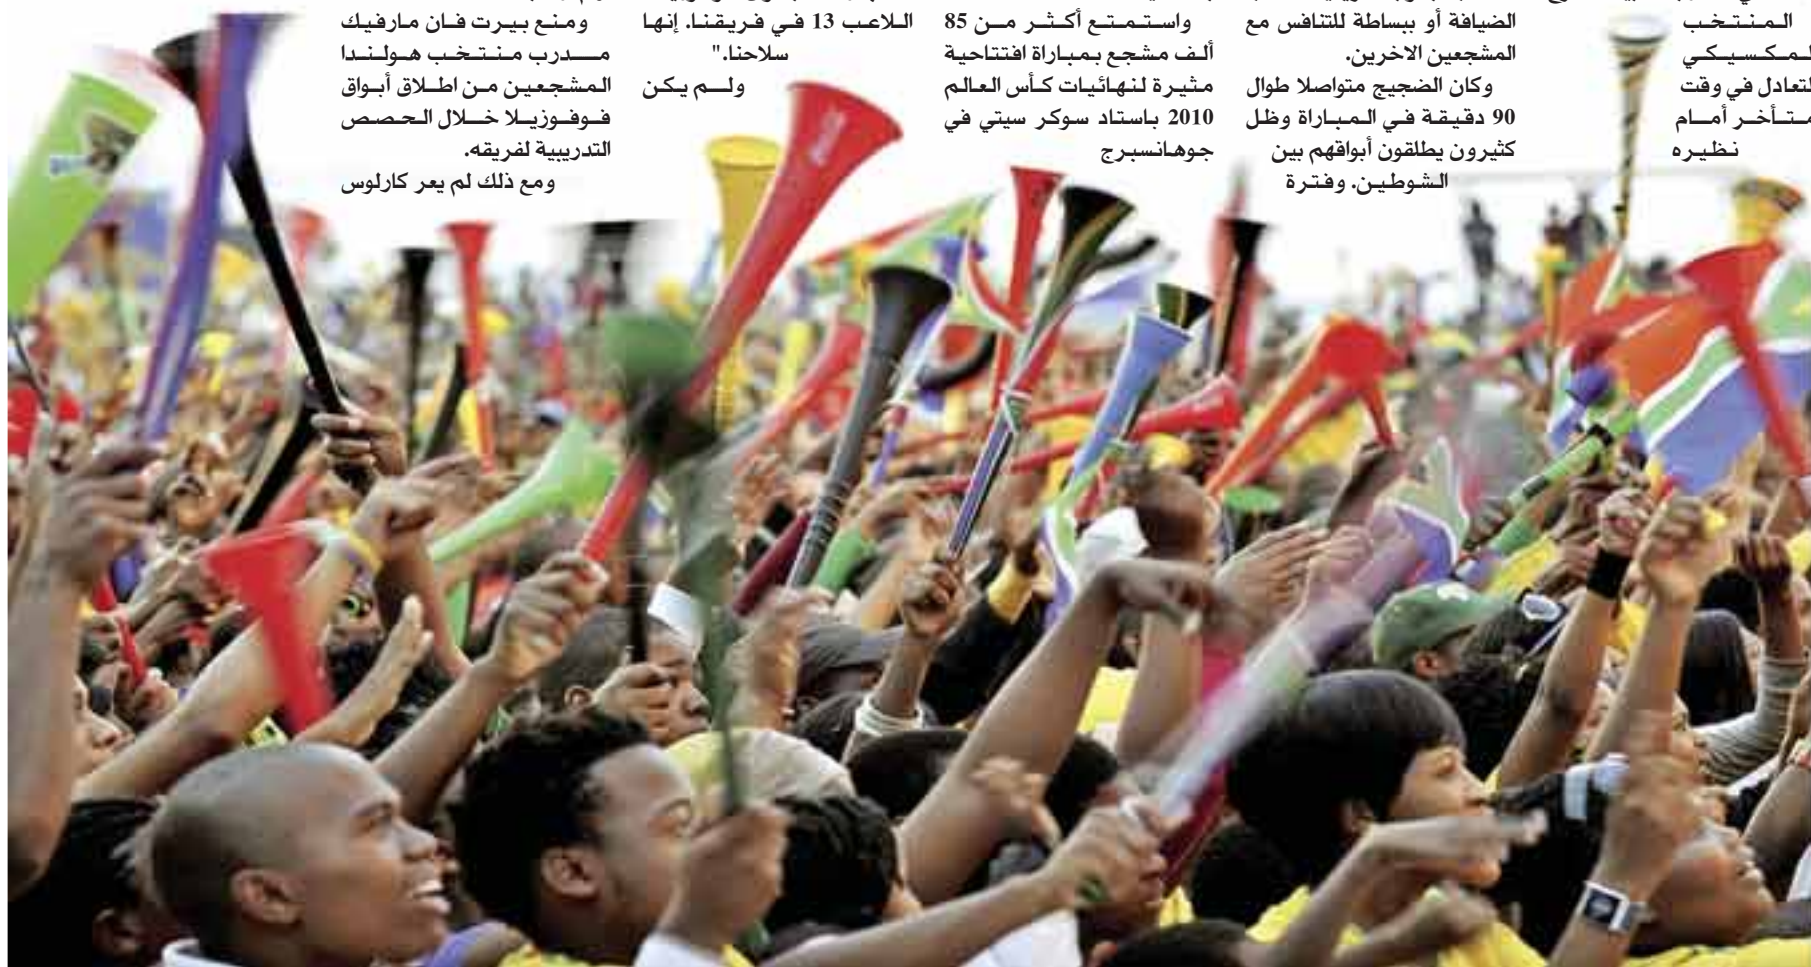 المنتخب
المكسيكي
لتعادل في وقت
متأخر أمام
نظيره
الضيافة أو ببساطة للتنافس مع
المشجعين الاخرين.
وكان الضجيج متواصلا طوال
90 دقيقة في المباراة وظل
كثيرون يطلقون أبواقهم بين
الشوطين. وفترة
واستمتع أكثر من 85
ألف مشجع بمباراة افتتاحية
مثيرة لنهائيات كأس العالم
2010 باستاد سوكر سيتي في
جوهانسبرج
اللاعب 13 في فريقنا. إنها
سلاحنا."
ولم يكن
ومنع بيرت فان مارفيك
مدرب منتخب هولندا
المشجعين من اطلاق أبواق
فوفوزيلا خلال الحصص
التدريبية لفريقه.
ومع ذلك لم يعر كارلوس